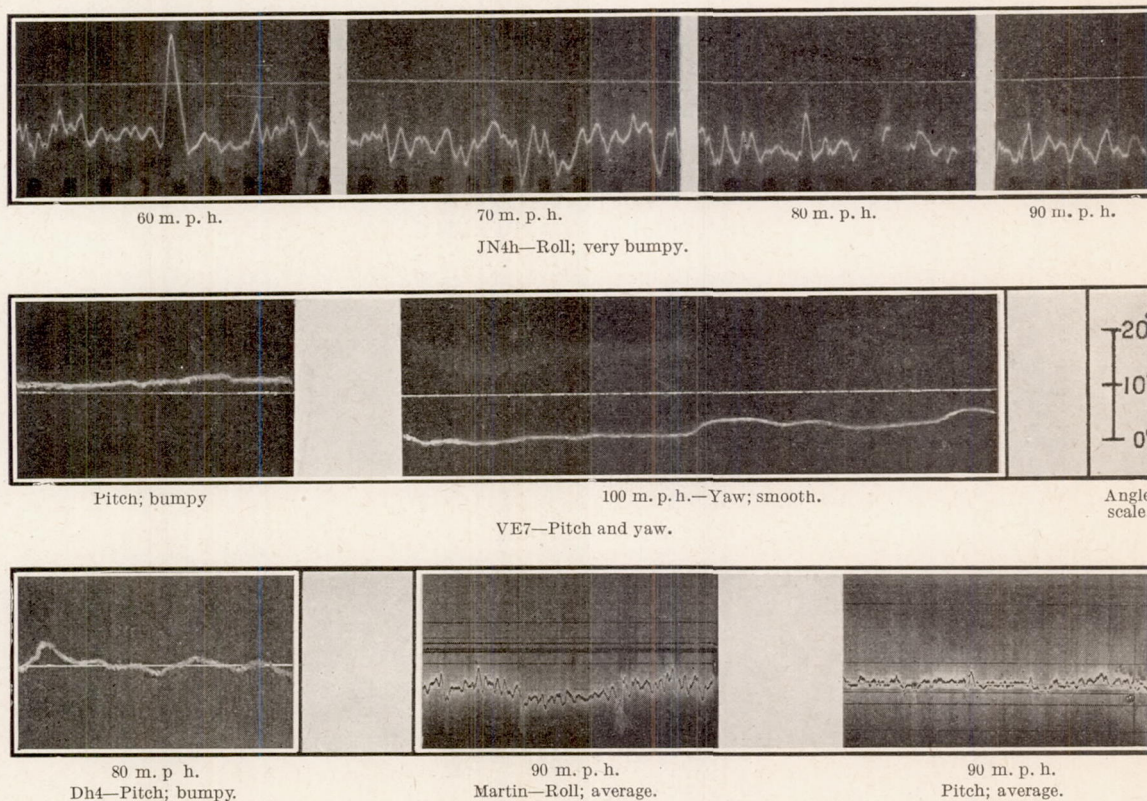 60 m. p. h.
70 m. p. h.
80 m. p. h.
90 m. p. h.
JN4h—Roll; very bumpy.
20°
10°
0°
Pitch; bumpy
100 m. p. h.—Yaw; smooth.
Angle
scale
VE7—Pitch and yaw.
80 m. p h.
Dh4—Pitch; bumpy.
90 m. p. h.
Martin—Roll; average.
90 m. p. h.
Pitch; average.